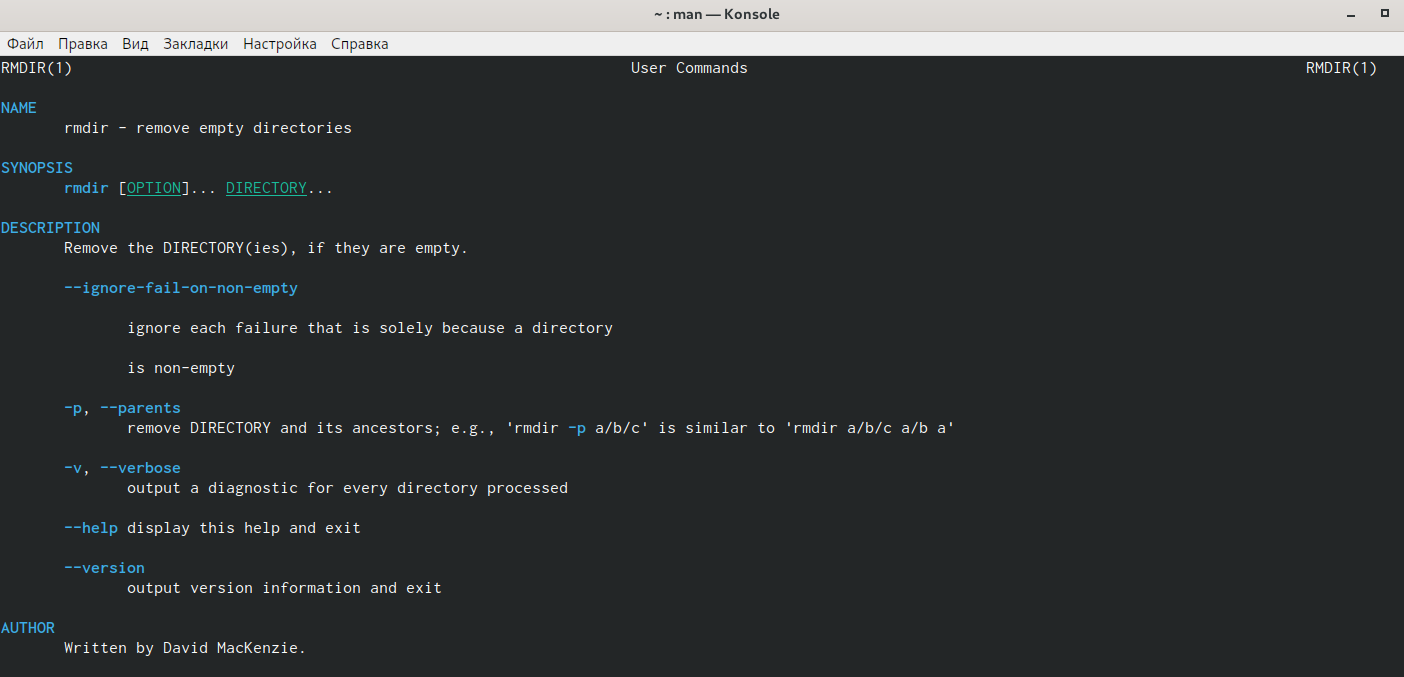 ~ : man — Konsole
Файл Правка Вид Закладки Настройка Справка
RMDIR(1) User Commands RMDIR(1)
NAME
rmdir - remove empty directories
SYNOPSIS
rmdir [OPTION]... DIRECTORY...
DESCRIPTION
Remove the DIRECTORY(ies), if they are empty.
--ignore-fail-on-non-empty
ignore each failure that is solely because a directory
is non-empty
-p, --parents
remove DIRECTORY and its ancestors; e.g., 'rmdir -p a/b/c' is similar to 'rmdir a/b/c a/b a'
-v, --verbose
output a diagnostic for every directory processed
--help display this help and exit
--version
output version information and exit
AUTHOR
Written by David MacKenzie.